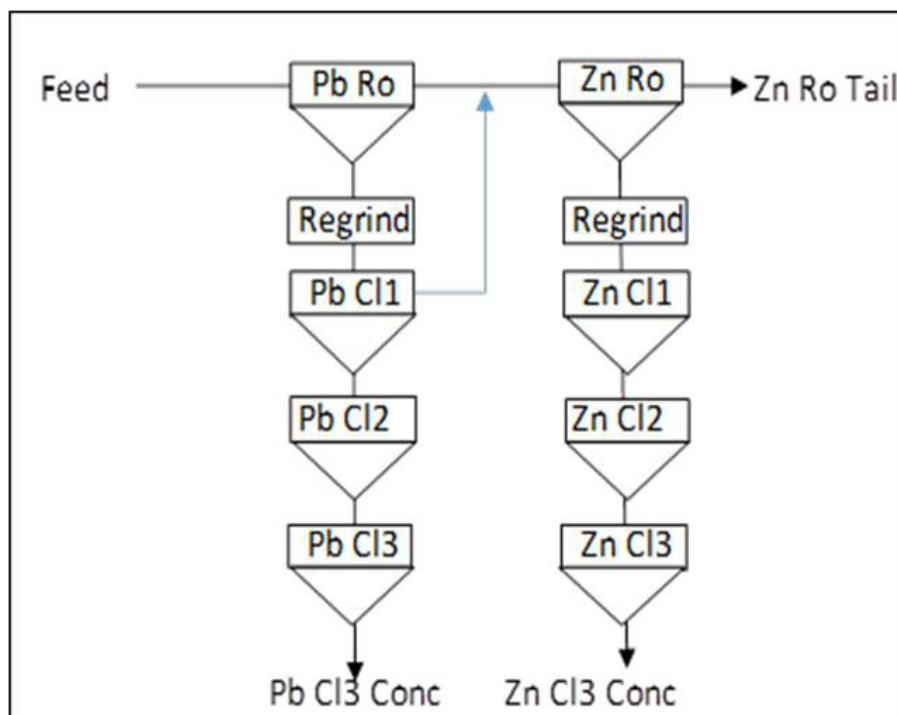 Feed
Pb Ro
Zn Ro
Zn Ro Tail
Regrind
Regrind
Pb Cl1
Zn Cl1
Pb Cl2
Zn Cl2
Pb Cl3
Zn Cl3
Pb Cl3 Conc
Zn Cl3 Conc